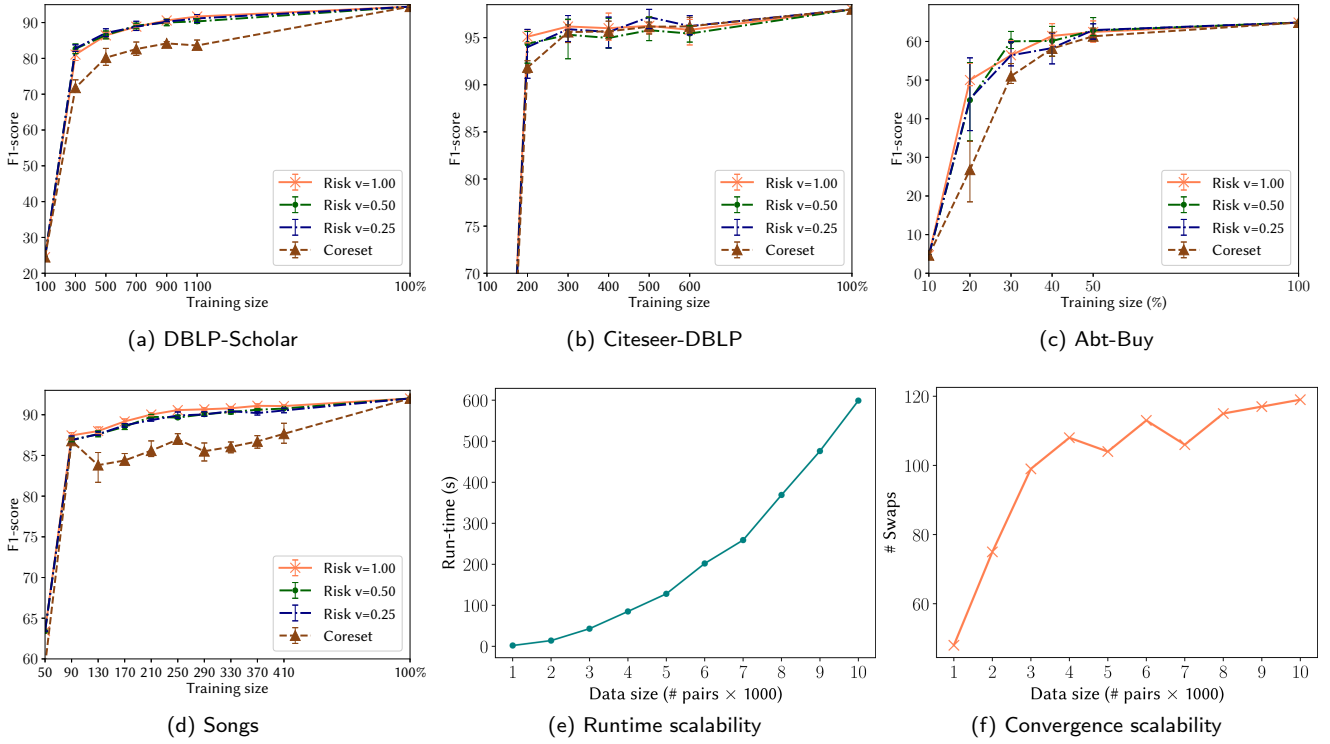 F1-score
90
80
70
60
50
40
30
20
Risk v=1.00
Risk v=0.50
Risk v=0.25
Coreset
100 300 500 700 900 1100 100%
Training size
(a) DBLP-Scholar
F1-score
95
90
85
80
75
70
Risk v=1.00
Risk v=0.50
Risk v=0.25
Coreset
100 200 300 400 500 600 100%
Training size
(b) Citeseer-DBLP
F1-score
60
50
40
30
20
10
0
Risk v=1.00
Risk v=0.50
Risk v=0.25
Coreset
10 20 30 40 50 100
Training size (%)
(c) Abt-Buy
F1-score
90
85
80
75
70
65
60
Risk v=1.00
Risk v=0.50
Risk v=0.25
Coreset
50 90 130 170 210 250 290 330 370 410 100%
Training size
(d) Songs
Run-time (s)
600
500
400
300
200
100
0
1 2 3 4 5 6 7 8 9 10
Data size (# pairs × 1000)
(e) Runtime scalability
# Swaps
120
100
80
60
1 2 3 4 5 6 7 8 9 10
Data size (# pairs × 1000)
(f) Convergence scalability